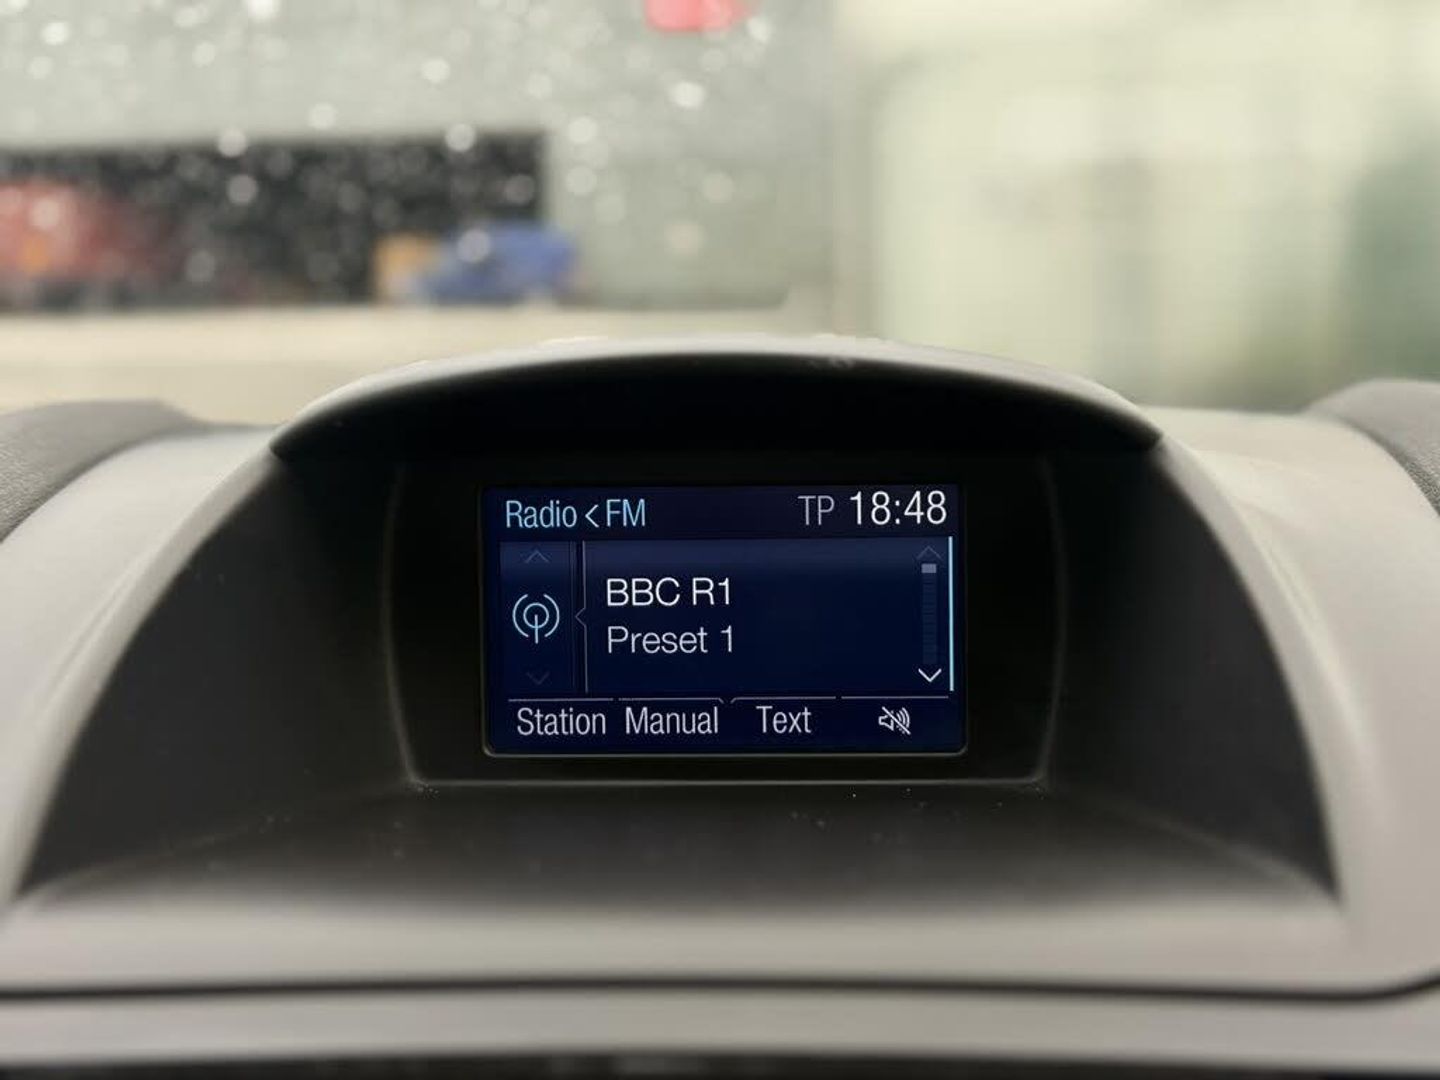 Radio < FM TP 18:48
BBC R1
Preset 1
Station Manual Text